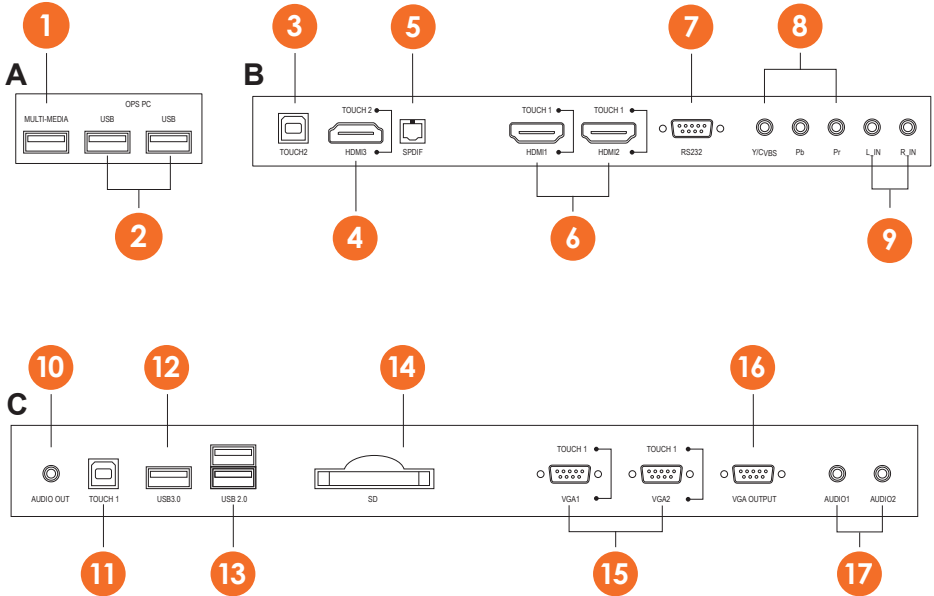 1
3
5
7
8
A
B
OPS PC
MULTI-MEDIA USB USB
TOUCH 2 TOUCH 1 TOUCH 1
TOUCH2 HDMI3 SPDIF HDMI1 HDMI2 RS232 Y/CVBS Pb Pr L_IN R_IN
2
4
6
9
10
12
14
16
C
TOUCH 1 TOUCH 1
AUDIO OUT TOUCH 1 USB3.0 USB 2.0 SD VGA1 VGA2 VGA OUTPUT AUDIO1 AUDIO2
11
13
15
17